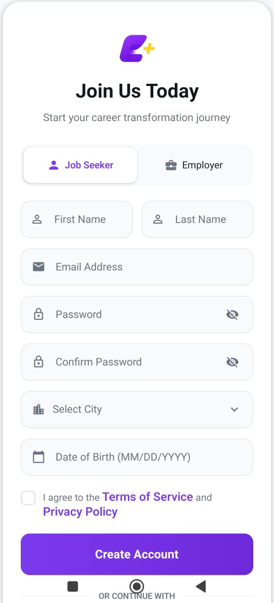 E+
Join Us Today
Start your career transformation journey
Job Seeker
Employer
First Name
Last Name
Email Address
Password
Confirm Password
Select City
Date of Birth (MM/DD/YYYY)
I agree to the Terms of Service and
Privacy Policy
Create Account
OR CONTINUE WITH